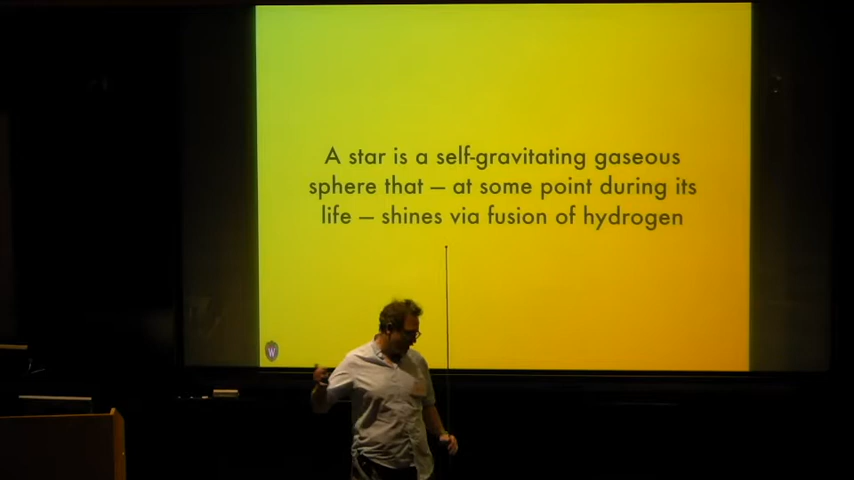 A star is a self-gravitating gaseous
sphere that — at some point during its
life — shines via fusion of hydrogen
W